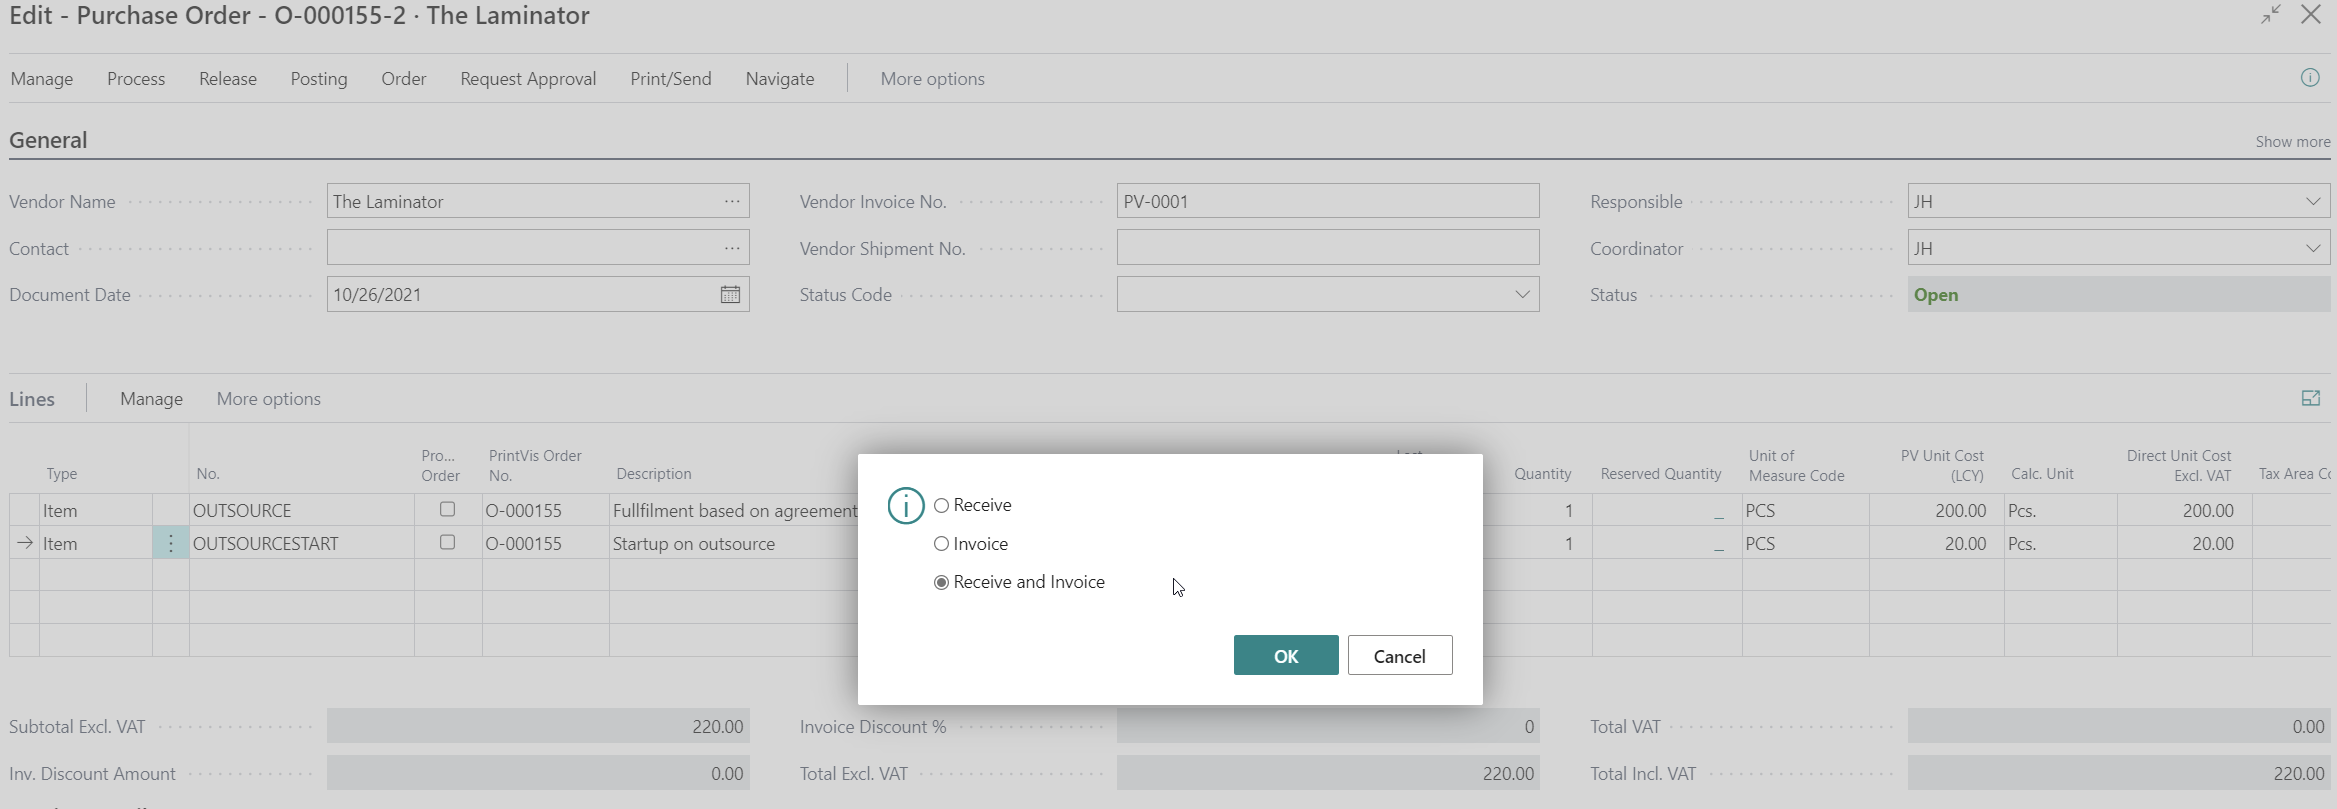 Edit - Purchase Order - O-000155-2 · The Laminator
Manage Process Release Posting Order Request Approval Print/Send Navigate More options
General Show more
Vendor Name The Laminator ... Vendor Invoice No. PV-0001 Responsible JH
Contact ... Vendor Shipment No. Coordinator JH
Document Date 10/26/2021 Status Code Status Open
Lines Manage More options
Type No. Pro... Order PrintVis Order No. Description Quantity Reserved Quantity Unit of Measure Code PV Unit Cost (LCY) Calc. Unit Direct Unit Cost Excl. VAT Tax Area Co
Item OUTSOURCE O-000155 Fullfilment based on agreement 1 _ PCS 200.00 Pcs. 200.00
Item OUTSOURCESTART O-000155 Startup on outsource 1 _ PCS 20.00 Pcs. 20.00
Receive
Invoice
Receive and Invoice
OK Cancel
Subtotal Excl. VAT 220.00 Invoice Discount % 0 Total VAT 0.00
Inv. Discount Amount 0.00 Total Excl. VAT 220.00 Total Incl. VAT 220.00